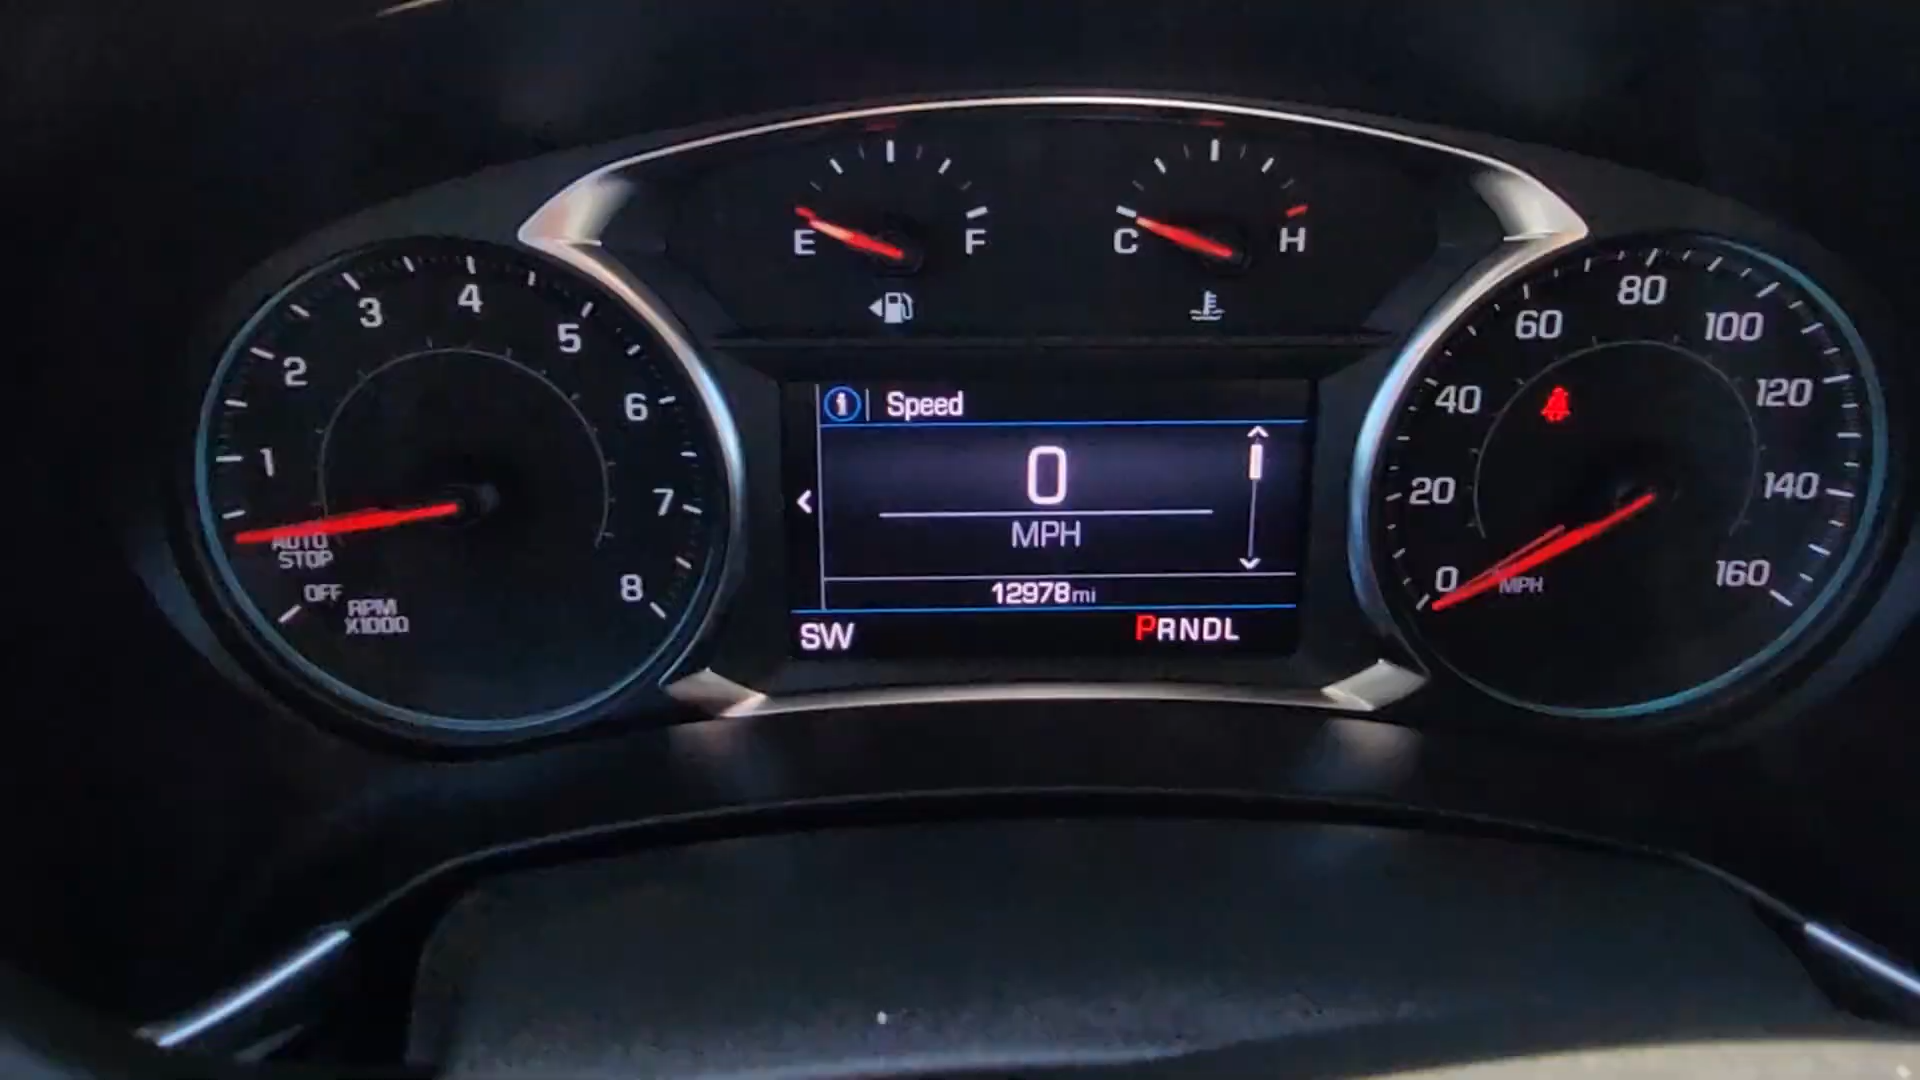 E F
C H
1 2 3 4 5 6 7 8
AUTO
STOP
OFF
RPM
X1000
i Speed
0
MPH
12978mi
SW PRNDL
0 20 40 60 80 100 120 140 160
MPH